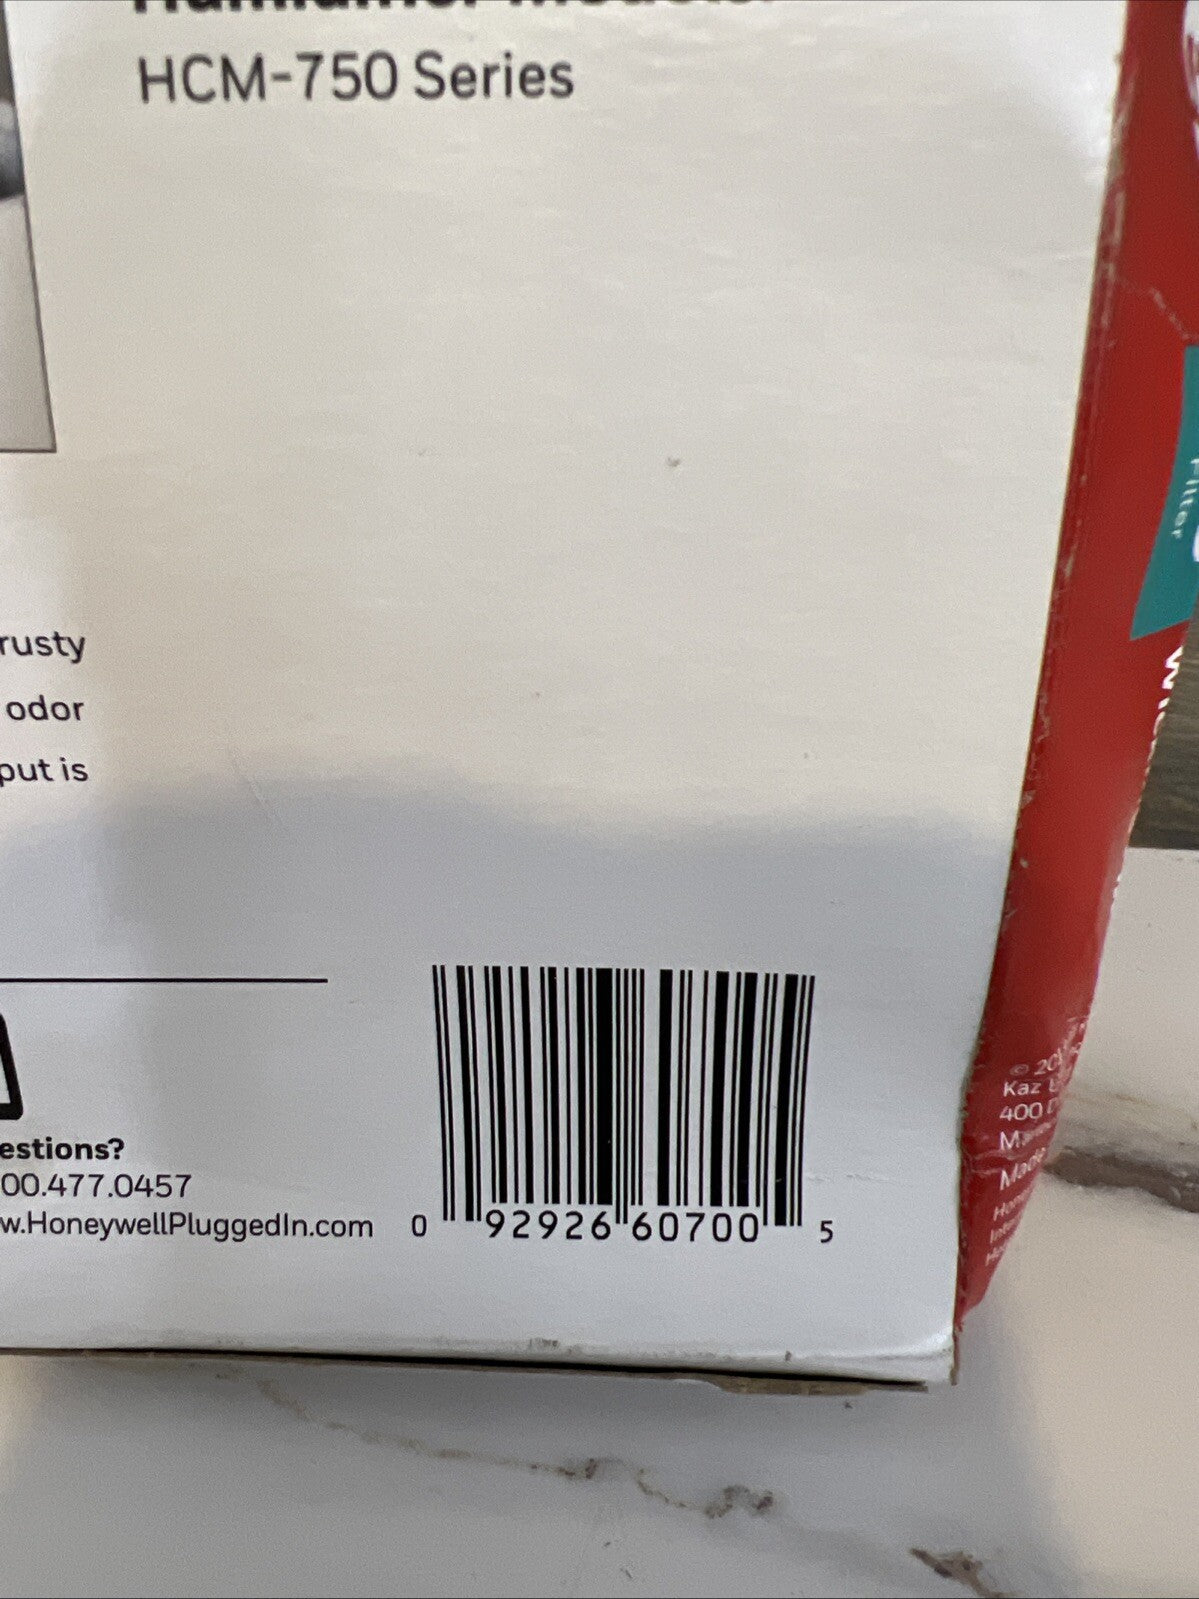 HCM-750 Series
rusty
odor
put is
estions?
00.477.0457
w.HoneywellPluggedIn.com
0 92926 60700 5
Filter
©
Kaz
400
Made